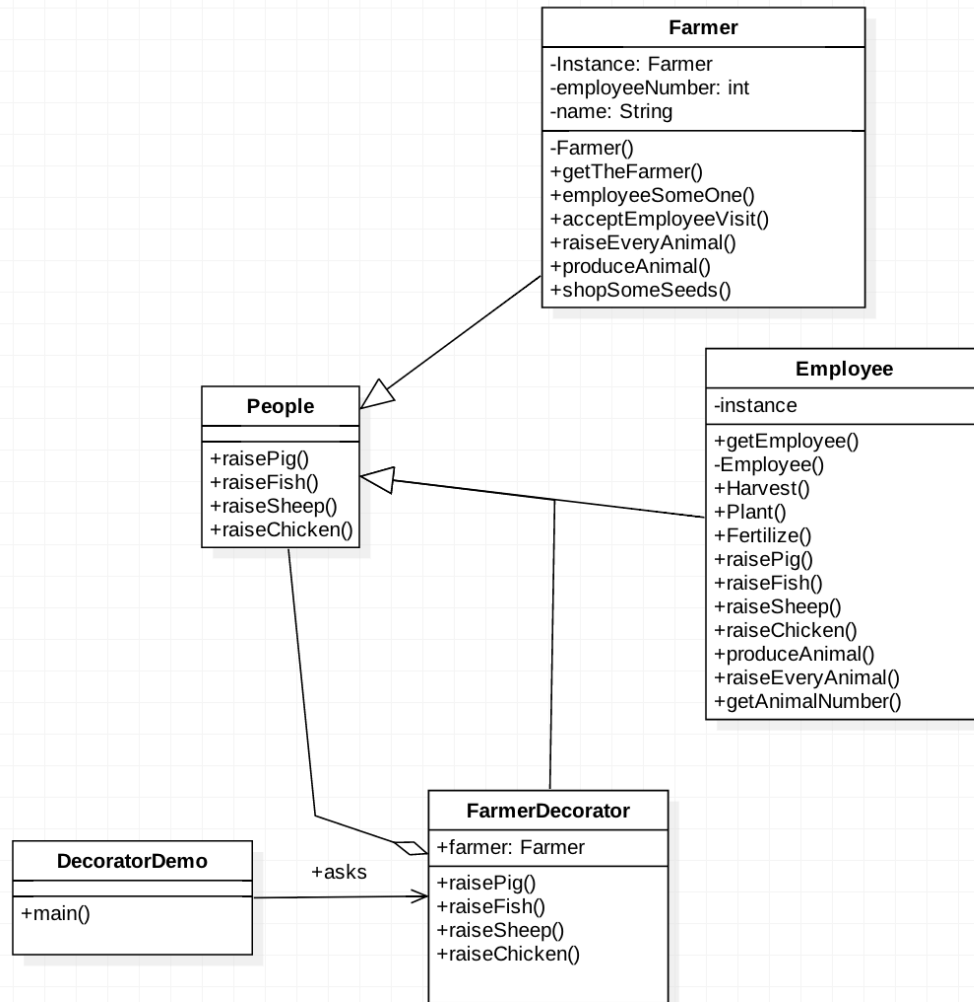 Farmer
-Instance: Farmer
-employeeNumber: int
-name: String
-Farmer()
+getTheFarmer()
+employeeSomeOne()
+acceptEmployeeVisit()
+raiseEveryAnimal()
+produceAnimal()
+shopSomeSeeds()
People
+raisePig()
+raiseFish()
+raiseSheep()
+raiseChicken()
Employee
-instance
+getEmployee()
-Employee()
+Harvest()
+Plant()
+Fertilize()
+raisePig()
+raiseFish()
+raiseSheep()
+raiseChicken()
+produceAnimal()
+raiseEveryAnimal()
+getAnimalNumber()
DecoratorDemo
+main()
+asks
FarmerDecorator
+farmer: Farmer
+raisePig()
+raiseFish()
+raiseSheep()
+raiseChicken()